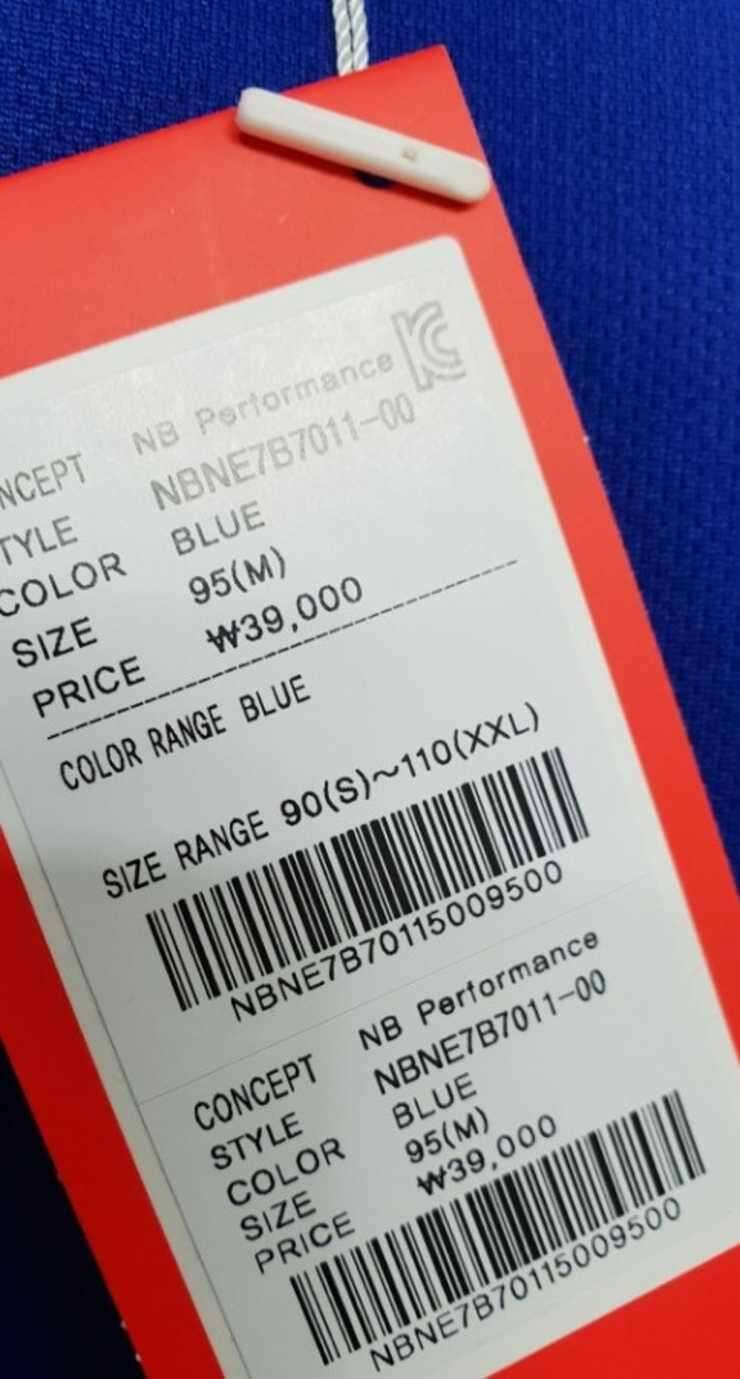 NCEPT NB Performance
TYLE NBNE7B7011-00
COLOR BLUE
SIZE 95(M)
PRICE ₩39,000
COLOR RANGE BLUE
SIZE RANGE 90(S)~110(XXL)
NBNE7B70115009500
CONCEPT NB Performance
STYLE NBNE7B7011-00
COLOR BLUE
SIZE 95(M)
PRICE ₩39,000
NBNE7B70115009500